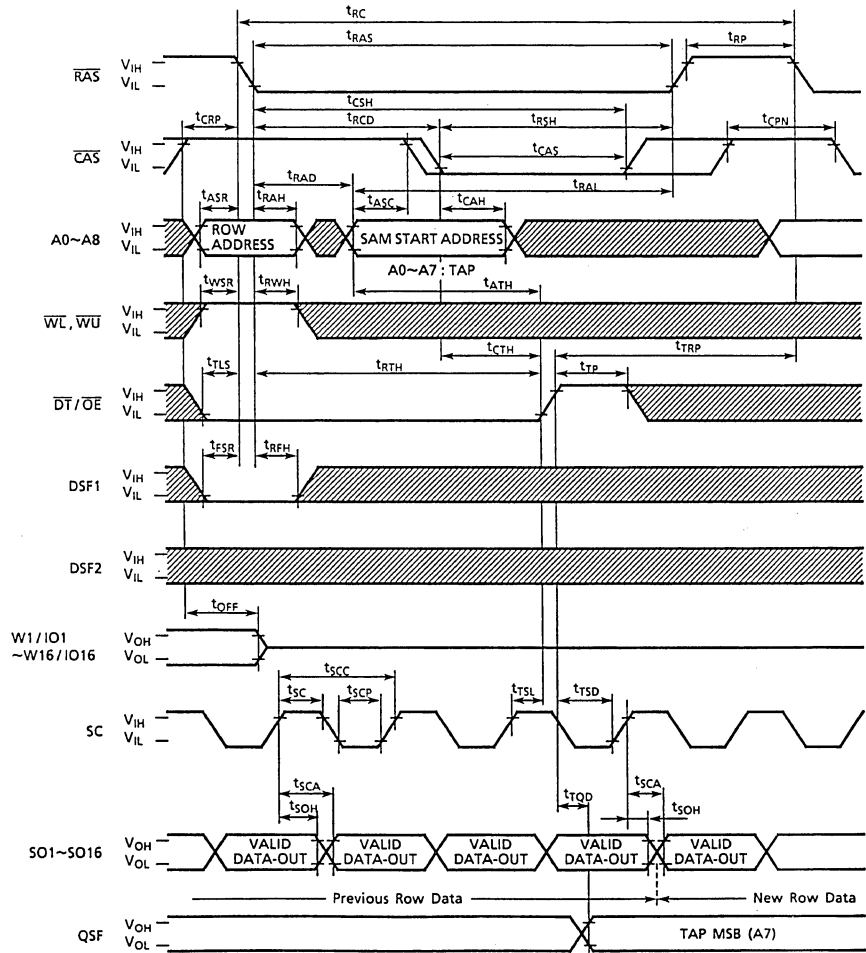 tRC
tRAS
tRP
RAS
VIH
VIL
tCSH
tCRP
tRCD
tRSH
tCPN
CAS
VIH
VIL
tCAS
tRAD
tRAL
tASR
tRAH
tASC
tCAH
A0~A8
VIH
VIL
ROW ADDRESS
SAM START ADDRESS
A0~A7 : TAP
tATH
tWSR
tRWH
WL, WU
VIH
VIL
tCTH
tTRP
tTLS
tRTH
tTP
DT/OE
VIH
VIL
tFSR
tRFH
DSF1
VIH
VIL
DSF2
VIH
VIL
tOFF
W1/IO1
~W16/IO16
VOH
VOL
tSCC
tSC
tSCP
tTSL
tTSD
SC
VIH
VIL
tSCA
tSOH
tTQD
tSCA
tSOH
SO1~SO16
VOH
VOL
VALID DATA-OUT
VALID DATA-OUT
VALID DATA-OUT
VALID DATA-OUT
VALID DATA-OUT
Previous Row Data
New Row Data
QSF
VOH
VOL
TAP MSB (A7)